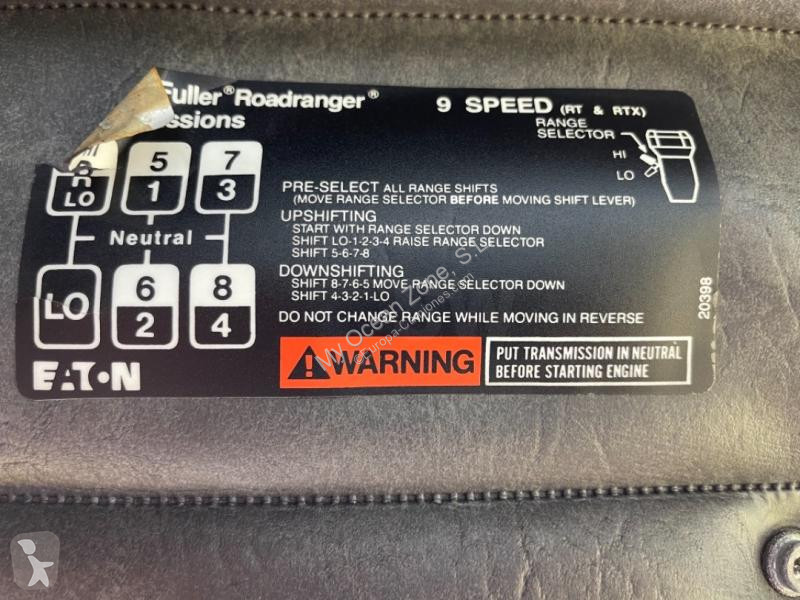 Fuller® Roadranger®
9 SPEED (RT & RTX)
RANGE SELECTOR
HI
LO
HI
R
LO
5
1
7
3
Neutral
LO
6
2
8
4
PRE-SELECT ALL RANGE SHIFTS
(MOVE RANGE SELECTOR BEFORE MOVING SHIFT LEVER)
UPSHIFTING
START WITH RANGE SELECTOR DOWN
SHIFT LO-1-2-3-4 RAISE RANGE SELECTOR
SHIFT 5-6-7-8
DOWNSHIFTING
SHIFT 8-7-6-5 MOVE RANGE SELECTOR DOWN
SHIFT 4-3-2-1-LO
DO NOT CHANGE RANGE WHILE MOVING IN REVERSE
EATON
WARNING
PUT TRANSMISSION IN NEUTRAL
BEFORE STARTING ENGINE
20398
My Ocean Zone, S.L